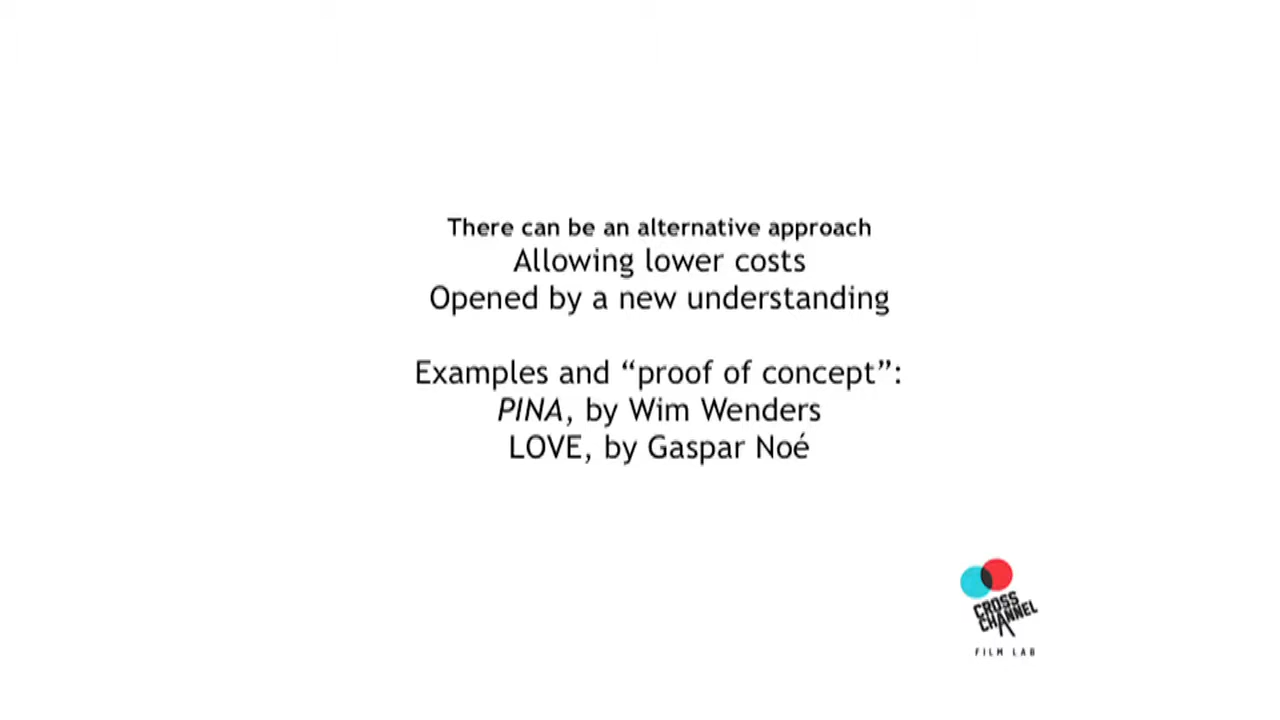 There can be an alternative approach
Allowing lower costs
Opened by a new understanding
Examples and “proof of concept”:
PINA, by Wim Wenders
LOVE, by Gaspar Noé
CROSS
CHANNEL
FILM LAB